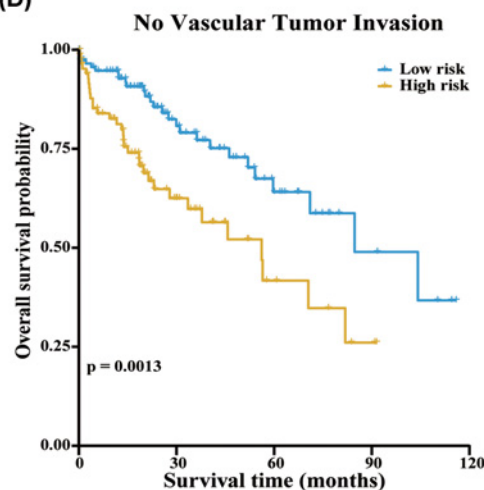 (D)
No Vascular Tumor Invasion
1.00
Low risk
High risk
0.75
Overall survival probability
0.50
0.25
p = 0.0013
0.00
0 30 60 90 120
Survival time (months)